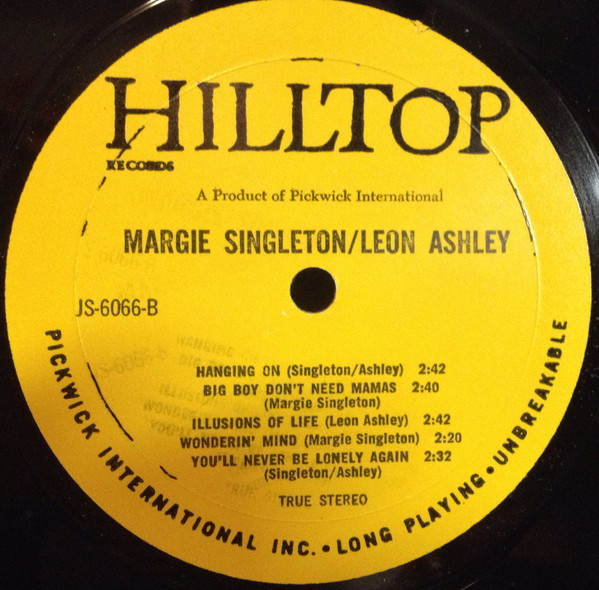 HILLTOP
RECORDS
A Product of Pickwick International
MARGIE SINGLETON/LEON ASHLEY
JS-6066-B
HANGING ON (Singleton/Ashley) 2:42
BIG BOY DON'T NEED MAMAS 2:40
(Margie Singleton)
ILLUSIONS OF LIFE (Leon Ashley) 2:42
WONDERIN' MIND (Margie Singleton) 2:20
YOU'LL NEVER BE LONELY AGAIN 2:32
(Singleton/Ashley)
TRUE STEREO
PICKWICK INTERNATIONAL INC. • LONG PLAYING • UNBREAKABLE